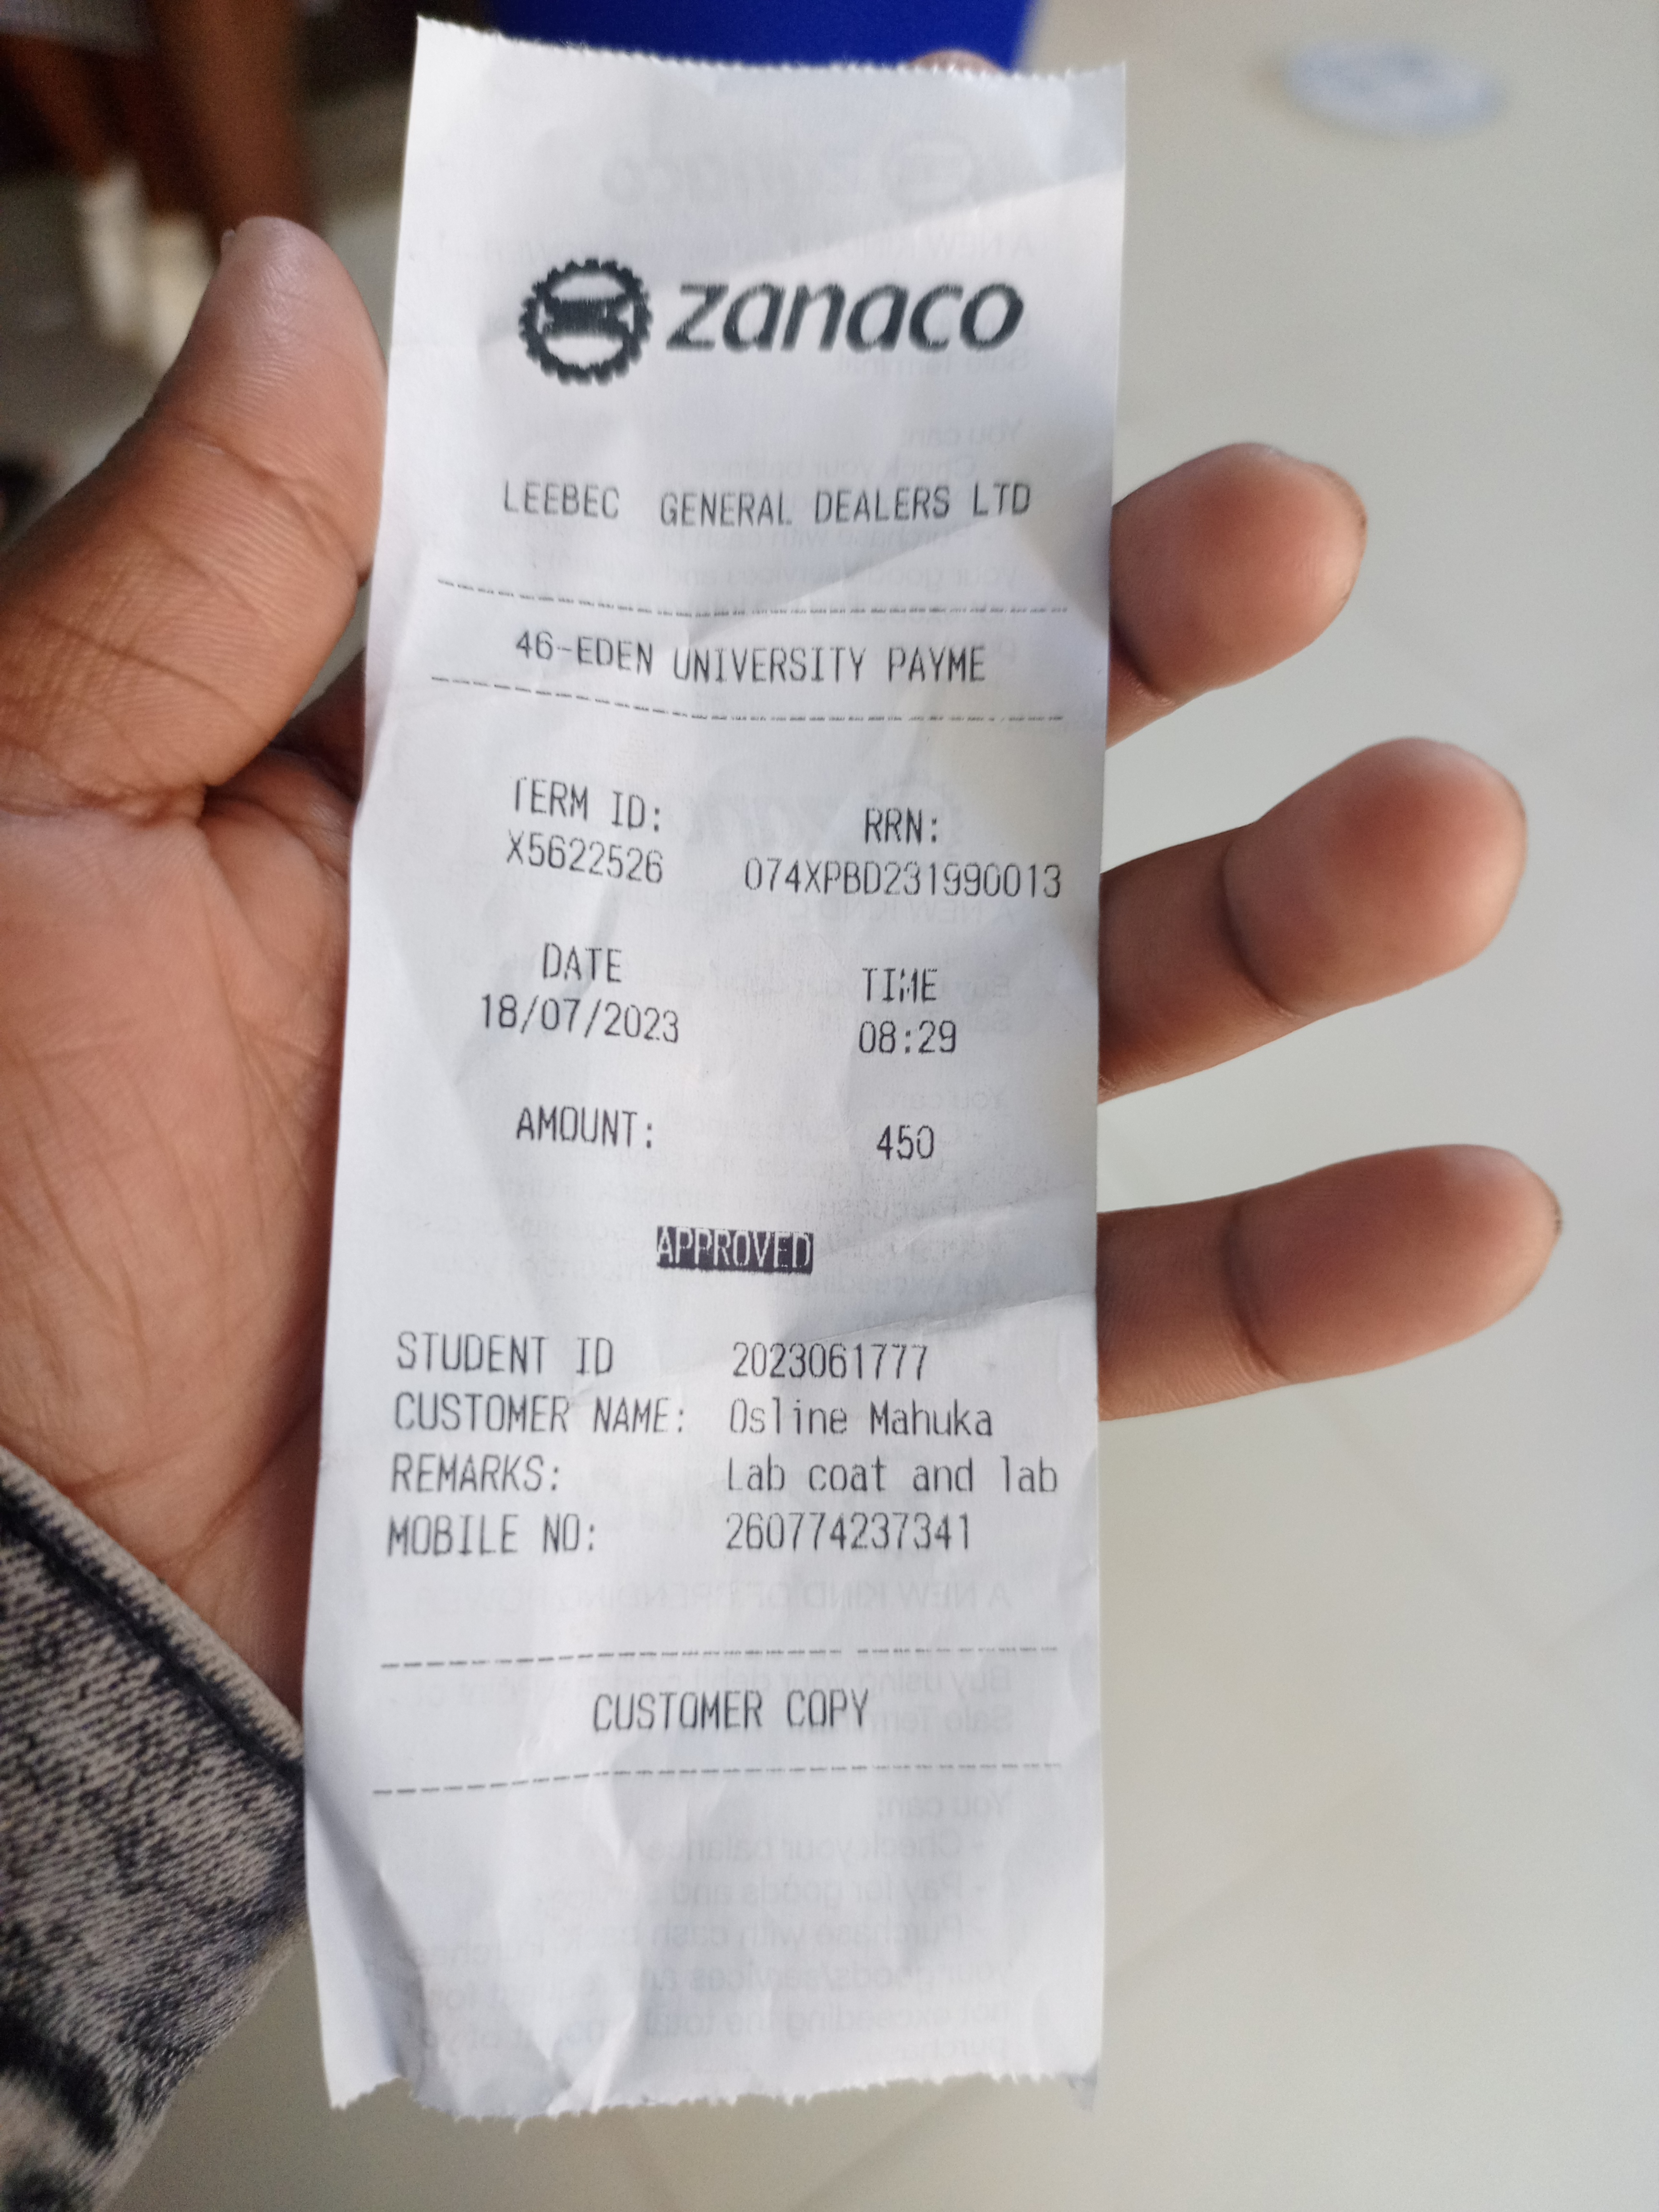 zanaco
LEEBEC GENERAL DEALERS LTD
46-EDEN UNIVERSITY PAYME
TERM ID: RRN:
X5622526 074XPBD231990013
DATE TIME
18/07/2023 08:29
AMOUNT: 450
APPROVED
STUDENT ID 2023061777
CUSTOMER NAME: Osline Mahuka
REMARKS: Lab coat and lab
MOBILE NO: 260774237341
CUSTOMER COPY